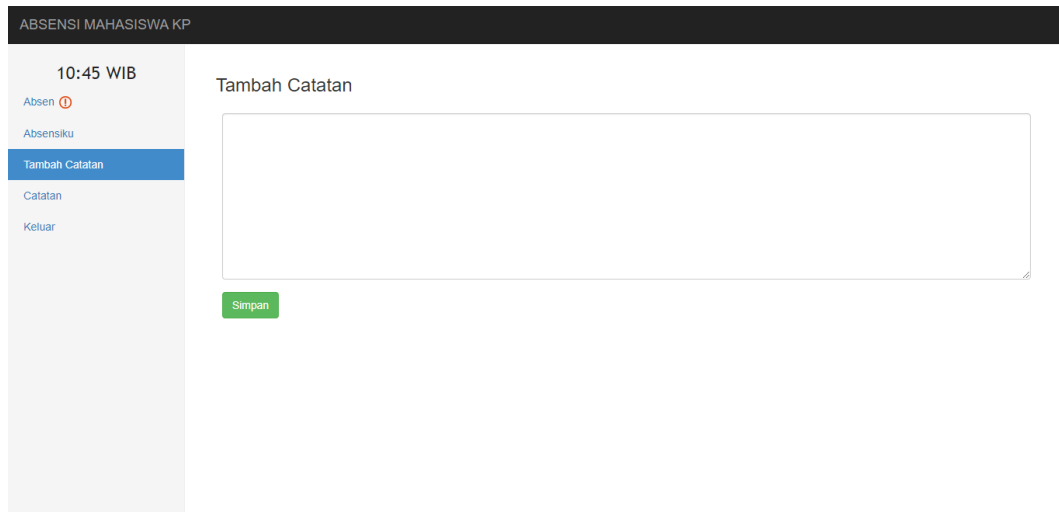 ABSENSI MAHASISWA KP
10:45 WIB
Absen
Absensiku
Tambah Catatan
Catatan
Keluar
Tambah Catatan
Simpan